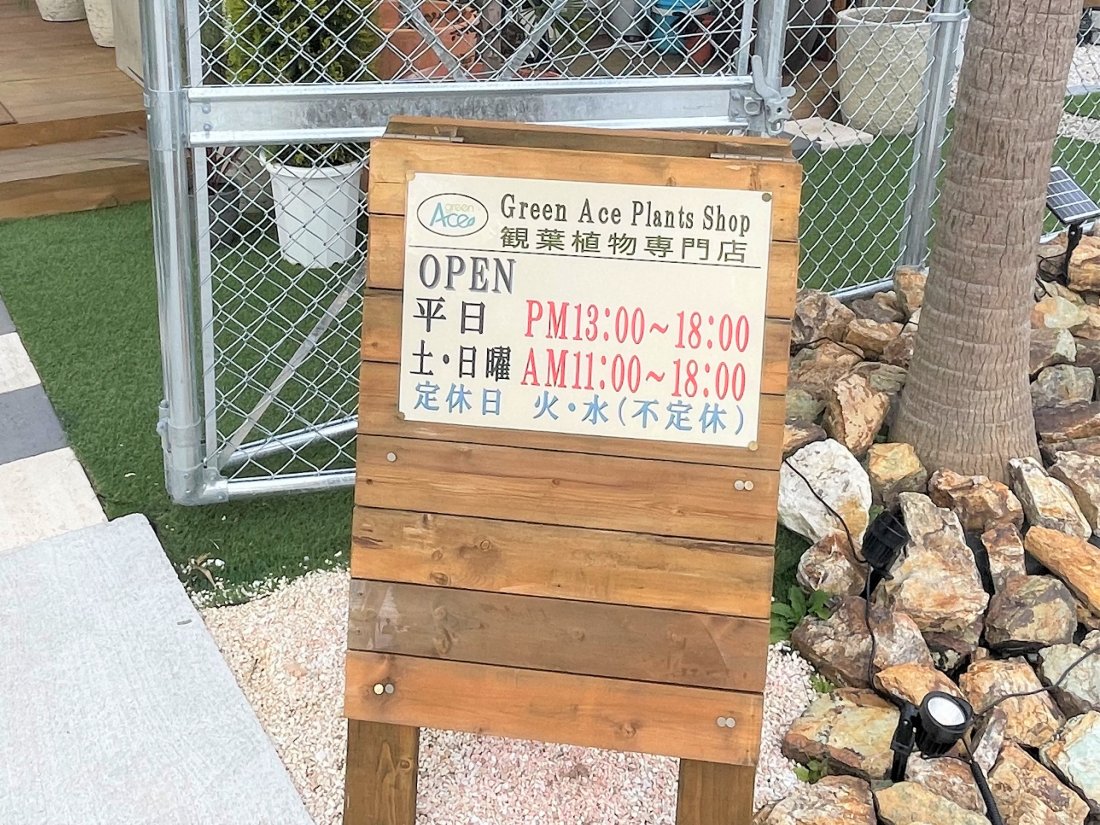 green
Ace
Green Ace Plants Shop
観葉植物専門店
OPEN
平日 PM13:00～18:00
土・日曜 AM11:00～18:00
定休日 火・水(不定休)